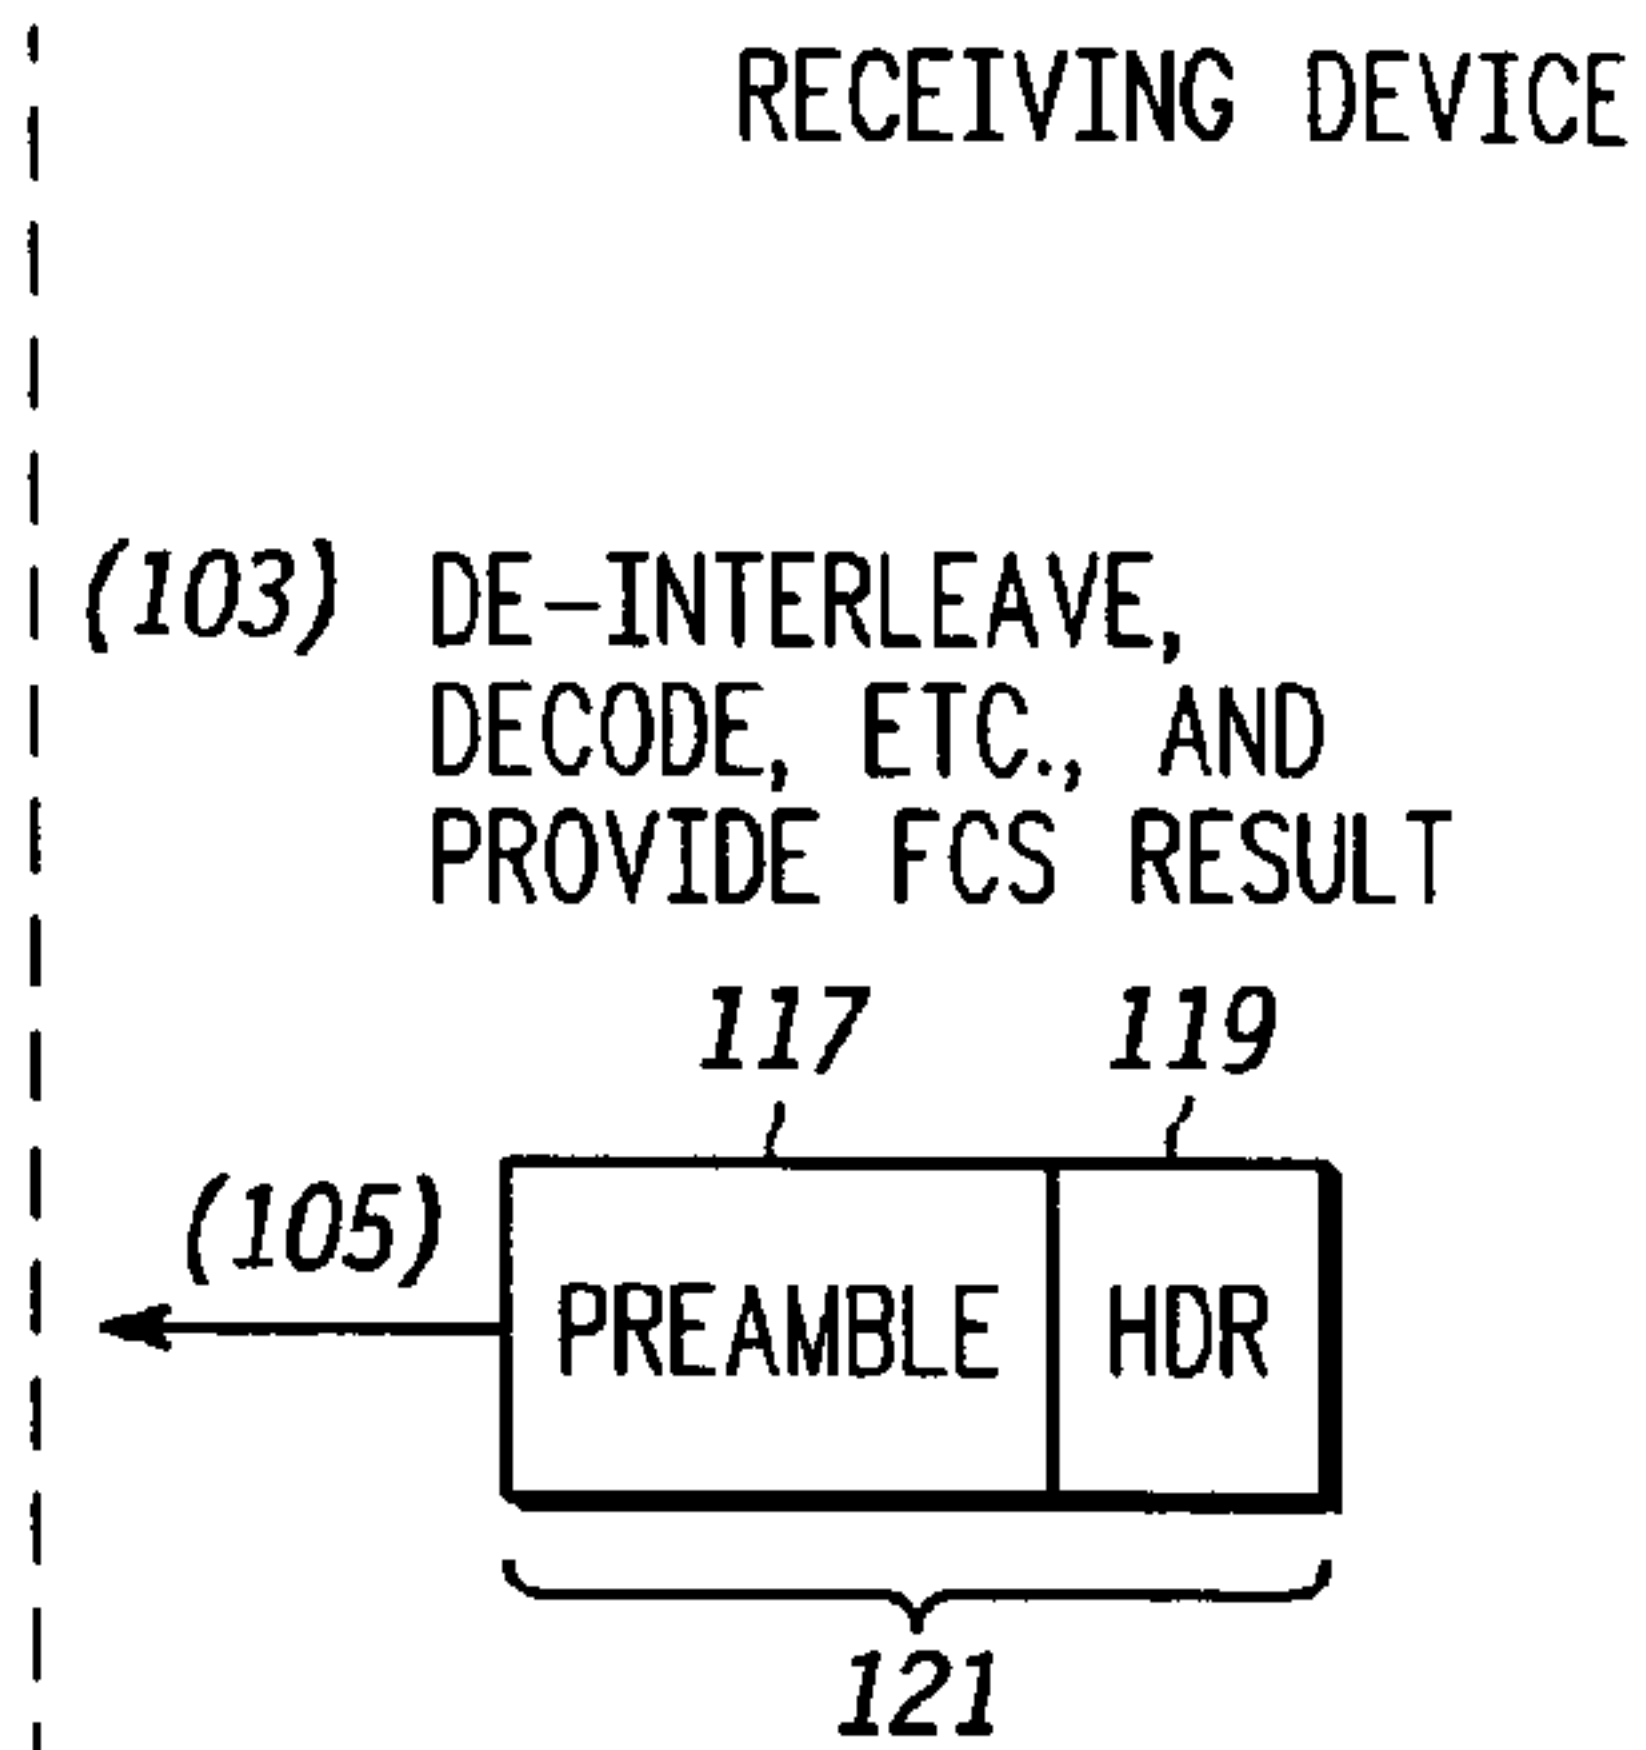 RECEIVING DEVICE
(103) DE-INTERLEAVE,
DECODE, ETC., AND
PROVIDE FCS RESULT
117 119
(105)
PREAMBLE HDR
121